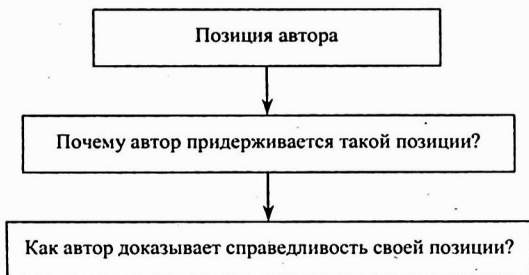 Позиция автора
Почему автор придерживается такой позиции?
Как автор доказывает справедливость своей позиции?